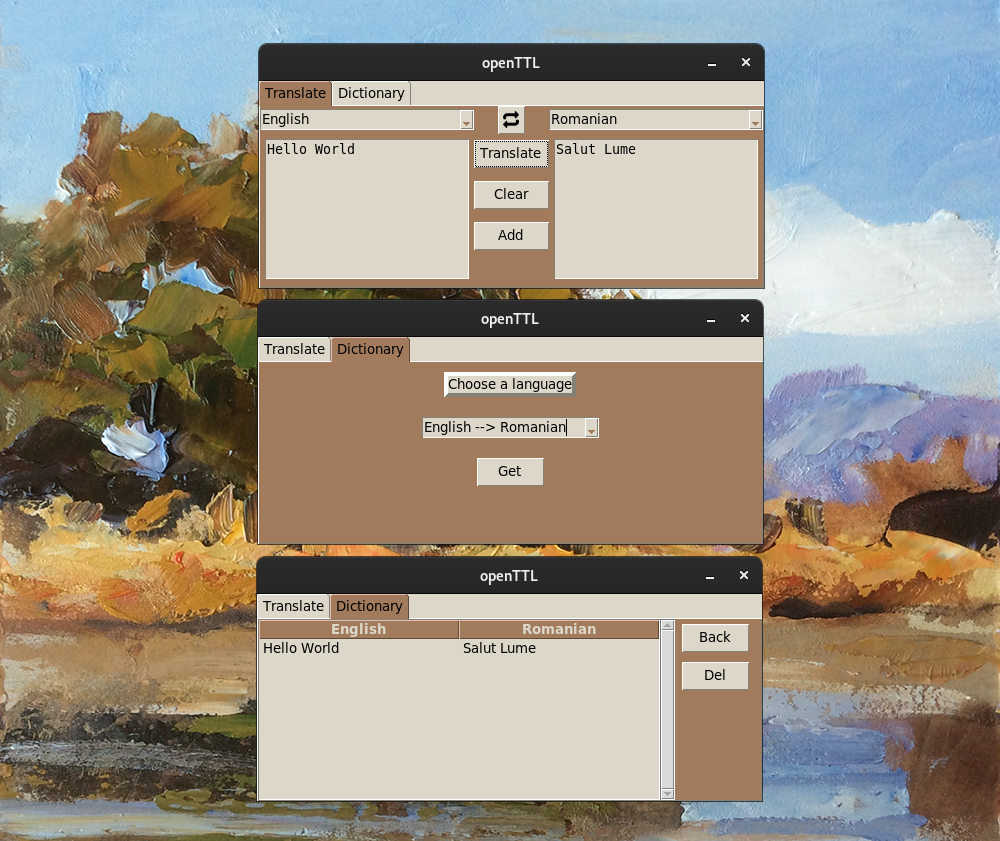 openTTL
Translate Dictionary
English Romanian
Hello World Translate Salut Lume
Clear
Add
openTTL
Translate Dictionary
Choose a language
English --> Romanian
Get
openTTL
Translate Dictionary
English Romanian Back
Hello World Salut Lume
Del